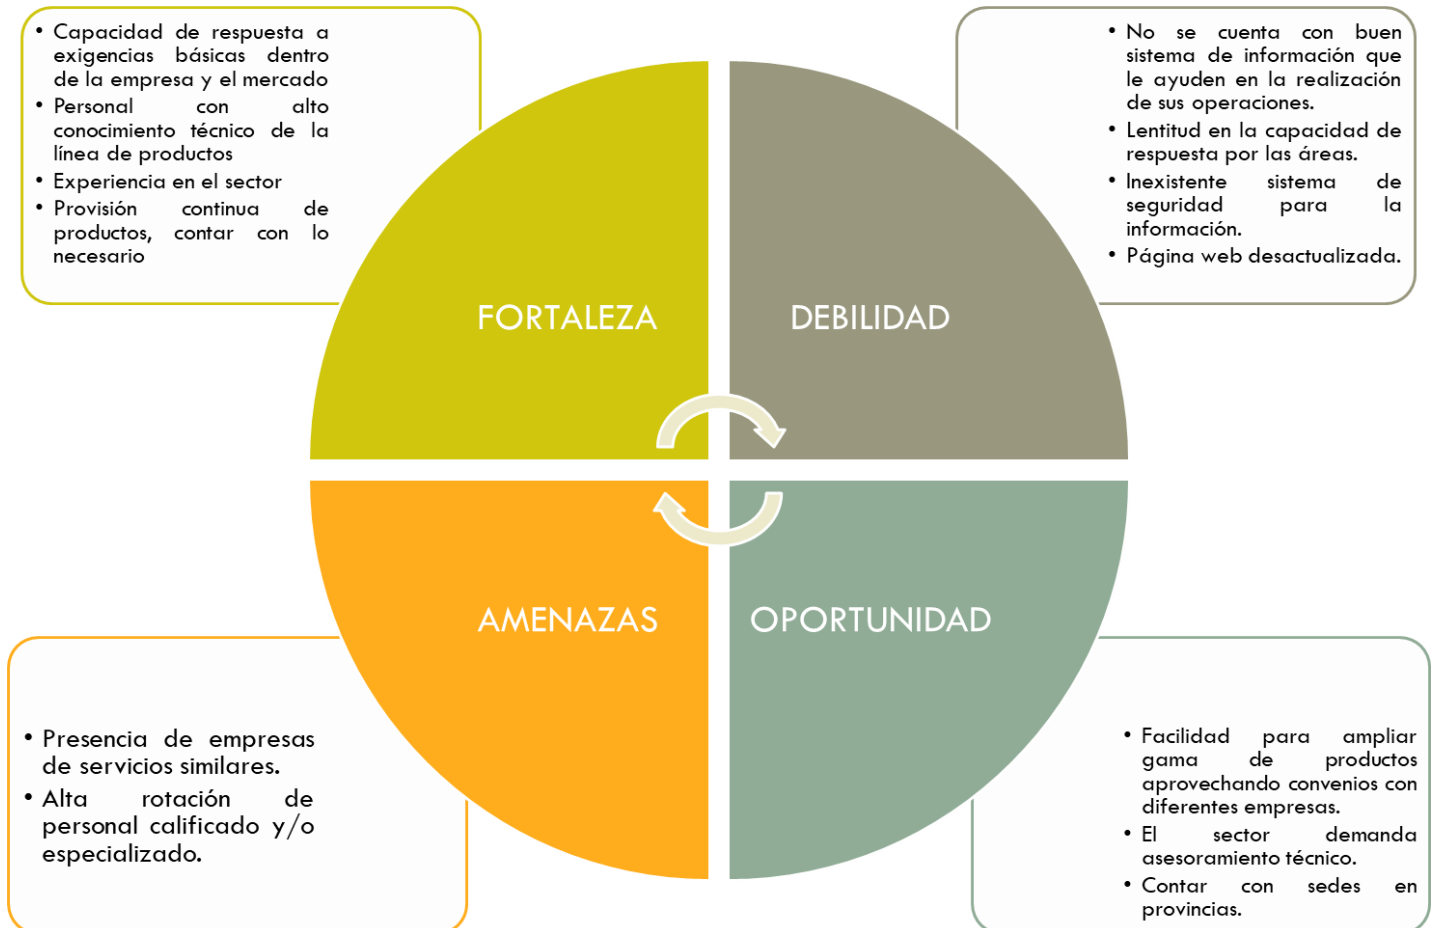 • Capacidad de respuesta a
exigencias básicas dentro
de la empresa y el mercado
• Personal con alto
conocimiento técnico de la
línea de productos
• Experiencia en el sector
• Provisión continua de
productos, contar con lo
necesario
• No se cuenta con buen
sistema de información que
le ayuden en la realización
de sus operaciones.
• Lentitud en la capacidad de
respuesta por las áreas.
• Inexistente sistema de
seguridad para la
información.
• Página web desactualizada.
FORTALEZA
DEBILIDAD
AMENAZAS
OPORTUNIDAD
• Presencia de empresas
de servicios similares.
• Alta rotación de
personal calificado y/o
especializado.
• Facilidad para ampliar
gama de productos
aprovechando convenios con
diferentes empresas.
• El sector demanda
asesoramiento técnico.
• Contar con sedes en
provincias.